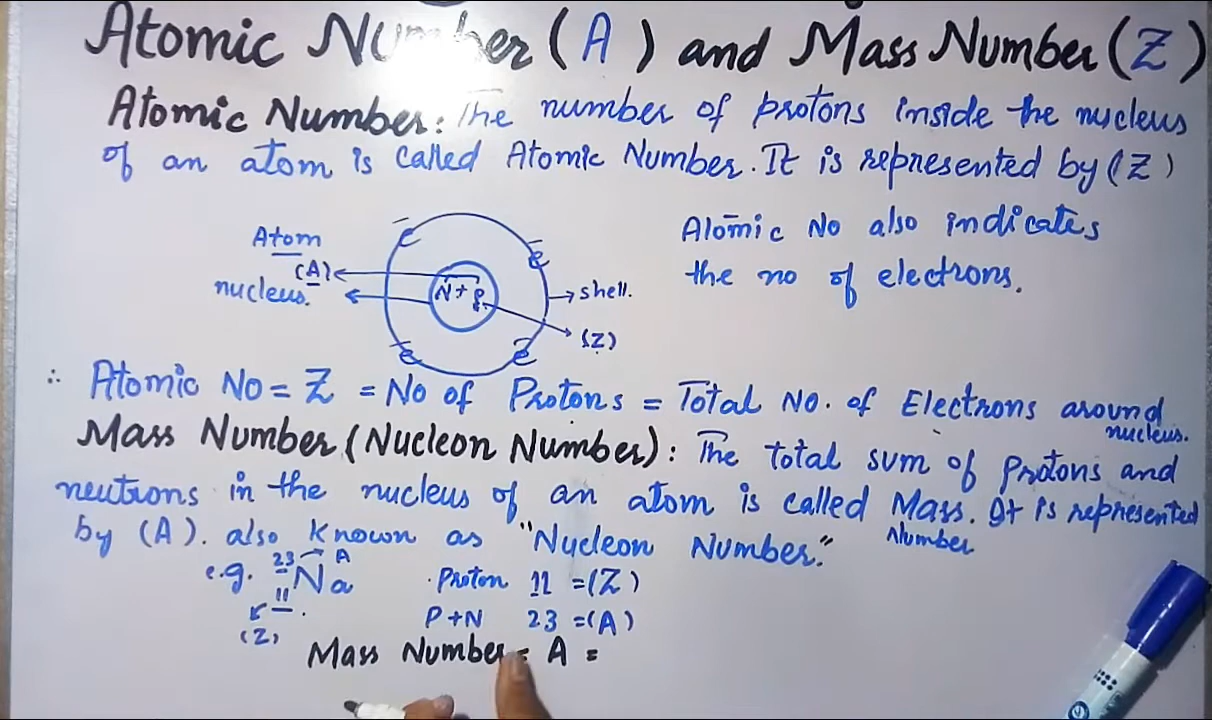 Atomic Number (A) and Mass Number (Z)
Atomic Number: The number of protons inside the nucleus
of an atom is called Atomic Number. It is represented by (Z)
Atom
(A)
nucleus.
e
e
N + P
e
e
shell.
(Z)
Atomic No also indicates
the no of electrons.
∴ Atomic No = Z = No of Protons = Total No. of Electrons around
nucleus.
Mass Number (Nucleon Number): The total sum of protons and
neutrons in the nucleus of an atom is called Mass. It is represented
Number
by (A). also known as "Nucleon Number."
e.g. 23 Na A
11
(Z)
Proton 11 = (Z)
P+N 23 = (A)
Mass Number = A =